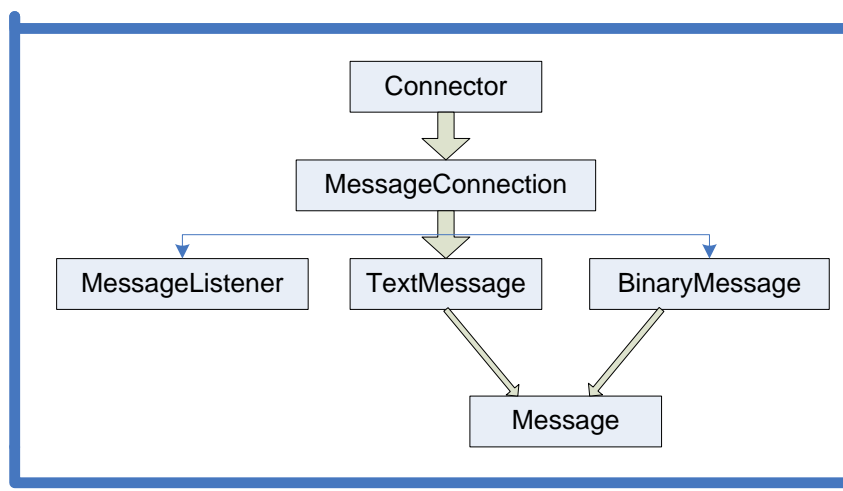 Connector
MessageConnection
MessageListener
TextMessage
BinaryMessage
Message